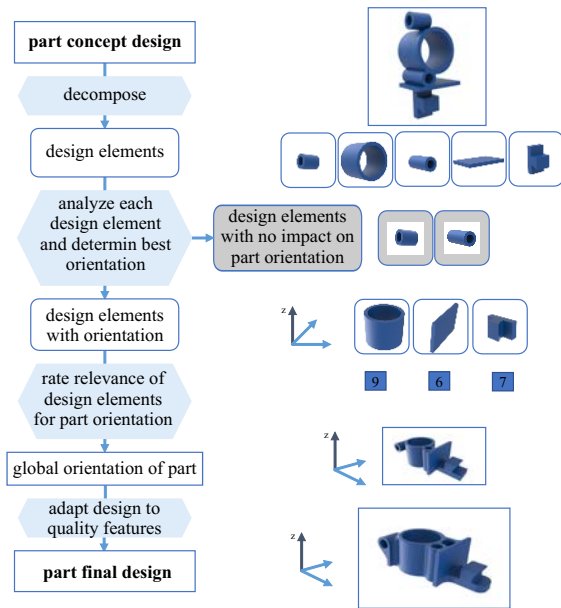 part concept design
decompose
design elements
analyze each
design element
and determin best
orientation
design elements
with no impact on
part orientation
design elements
with orientation
z
9
6
7
rate relevance of
design elements
for part orientation
z
global orientation of part
adapt design to
quality features
z
part final design